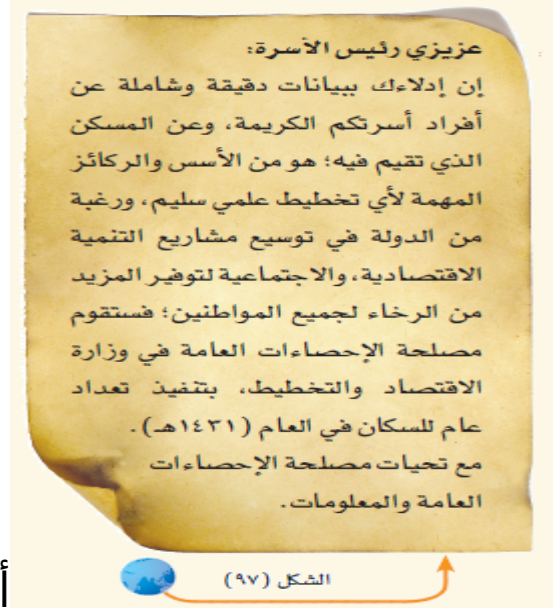 عزيزي رئيس الأسرة:
إن إدلاءك ببيانات دقيقة وشاملة عن
أفراد أسرتكم الكريمة، وعن المسكن
الذي تقيم فيه؛ هو من الأسس والركائز
المهمة لأي تخطيط علمي سليم، ورغبة
من الدولة في توسيع مشاريع التنمية
الاقتصادية، والاجتماعية لتوفير المزيد
من الرخاء لجميع المواطنين؛ فستقوم
مصلحة الإحصاءات العامة في وزارة
الاقتصاد والتخطيط، بتنفيذ تعداد
عام للسكان في العام (١٤٣١هـ).
مع تحيات مصلحة الإحصاءات
العامة والمعلومات.
الشكل (٩٧)
أ